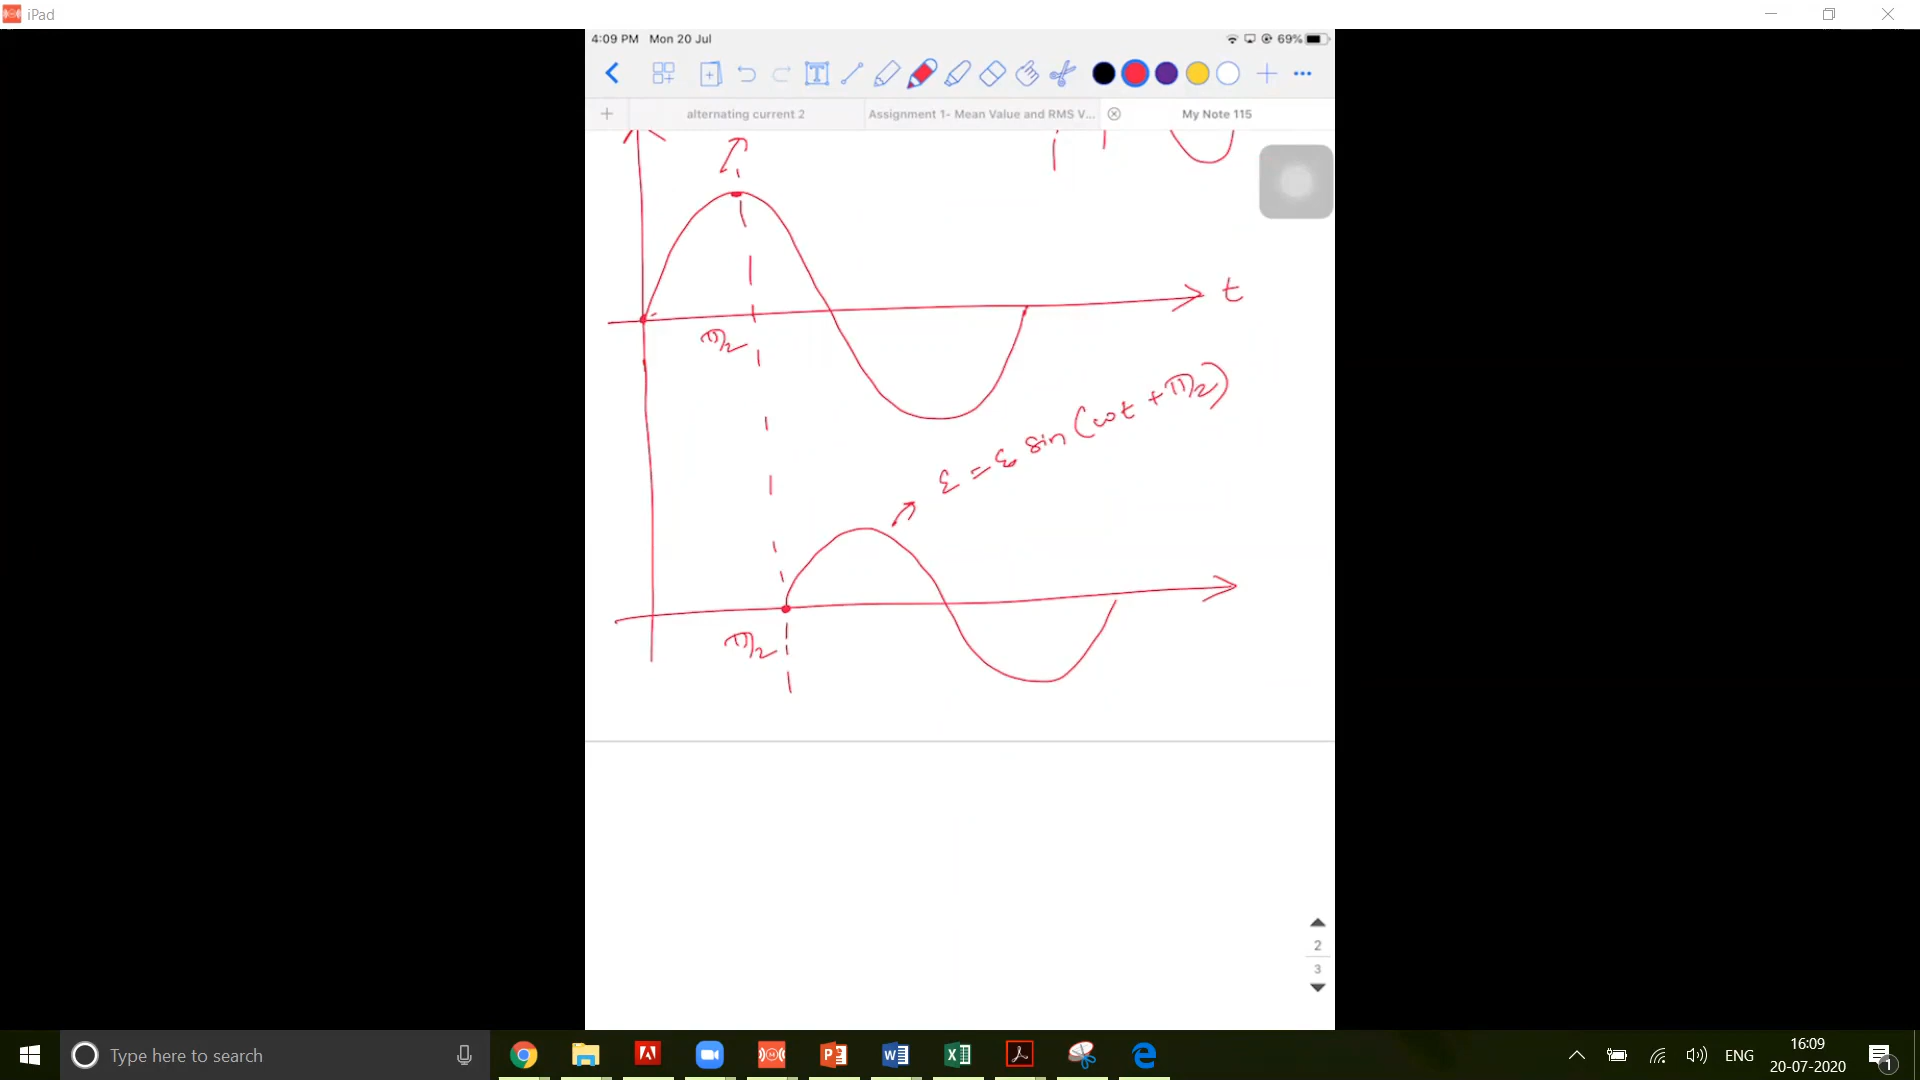 iPad
4:09 PM Mon 20 Jul
69%
alternating current 2
Assignment 1- Mean Value and RMS V...
My Note 115
t
π/2
ε = ε₀ sin(ωt + π/2)
π/2
2
3
Type here to search
ENG
16:09
20-07-2020
1